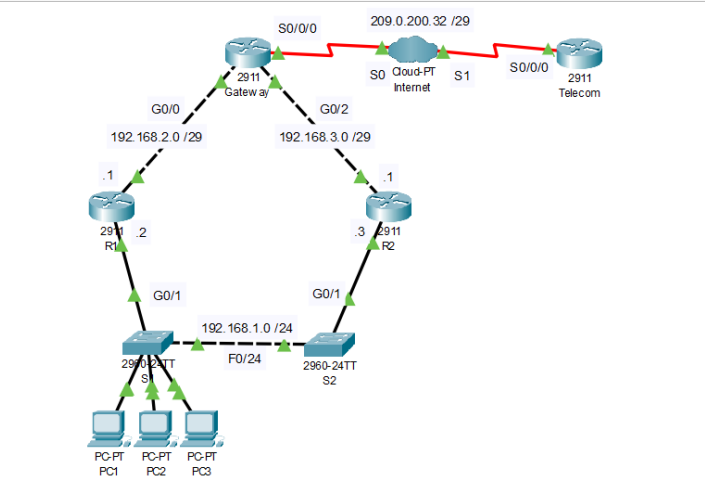 209.0.200.32 /29
S0/0/0
S0
Cloud-PT
Internet
S1
S0/0/0
2911
Telecom
2911
Gateway
G0/0
G0/2
192.168.2.0 /29
192.168.3.0 /29
.1
.1
2911
R1
.2
.3
2911
R2
G0/1
G0/1
192.168.1.0 /24
F0/24
2960-24TT
S1
2960-24TT
S2
PC-PT
PC1
PC-PT
PC2
PC-PT
PC3